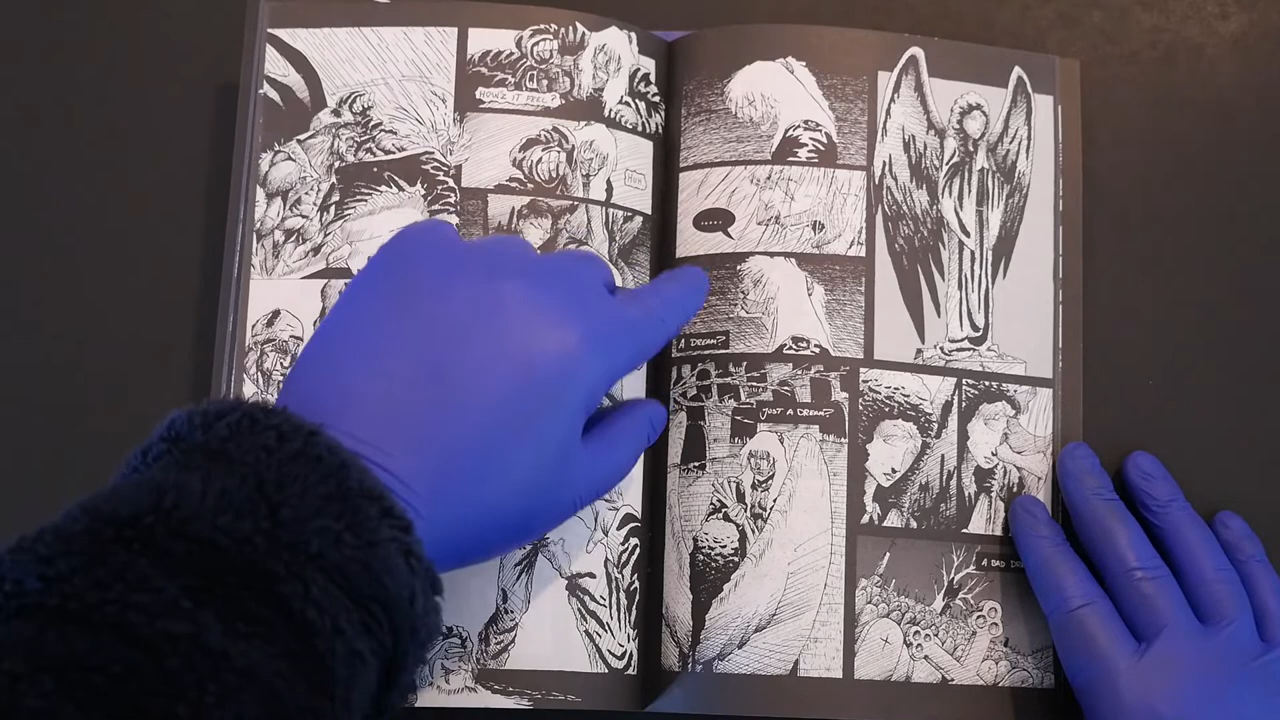 HOW'Z IT FEEL?
HUH
.....
A DREAM?
JUST A DREAM?
A BAD